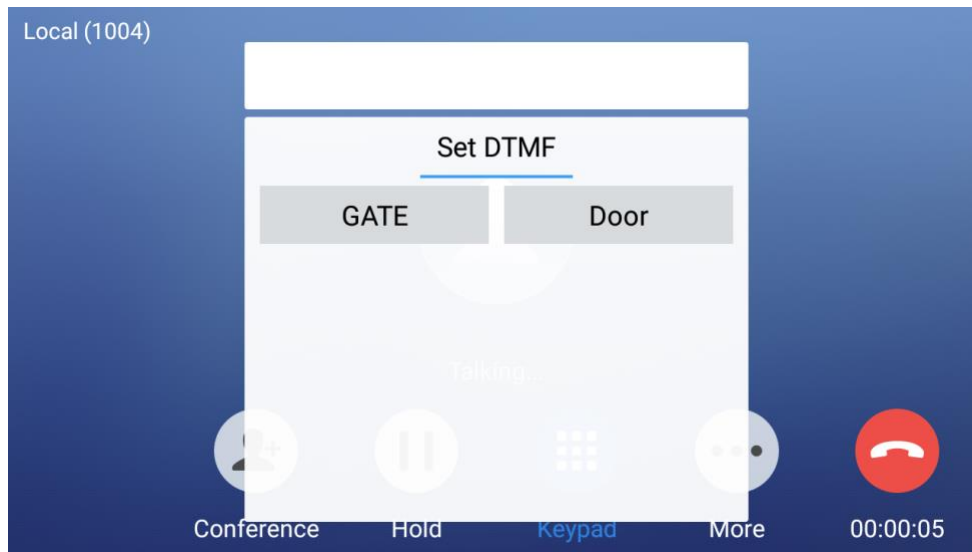 Local (1004)
Set DTMF
GATE
Door
Talking...
Conference
Hold
Keypad
More
00:00:05